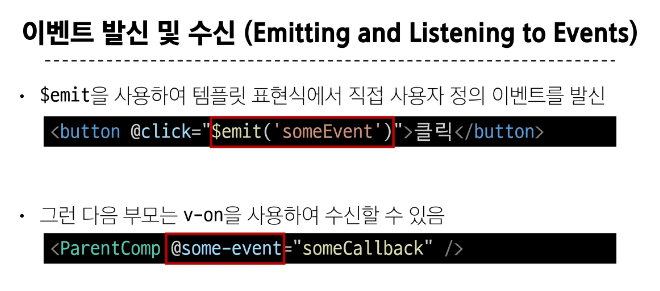 이벤트 발신 및 수신 (Emitting and Listening to Events)
• $emit을 사용하여 템플릿 표현식에서 직접 사용자 정의 이벤트를 발신
<button @click="$emit('someEvent')">클릭</button>
• 그런 다음 부모는 v-on을 사용하여 수신할 수 있음
<ParentComp @some-event="someCallback" />